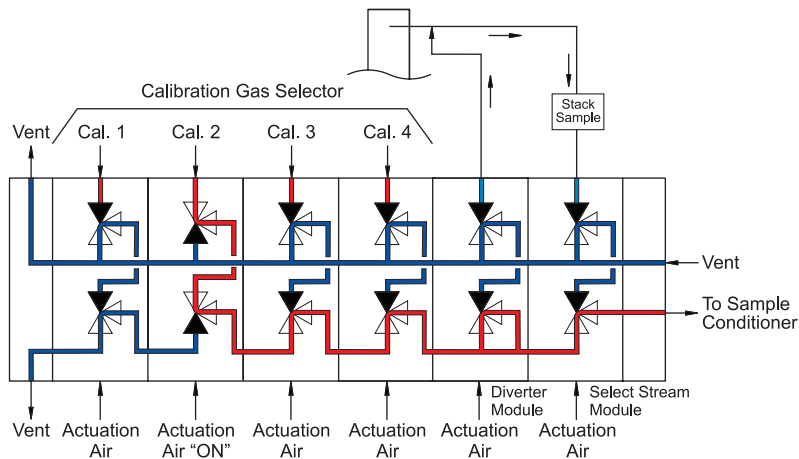 Calibration Gas Selector
Stack
Sample
Vent
Cal. 1
Cal. 2
Cal. 3
Cal. 4
Vent
To Sample
Conditioner
Diverter
Module
Select Stream
Module
Vent
Actuation
Air
Actuation
Air “ON”
Actuation
Air
Actuation
Air
Actuation
Air
Actuation
Air